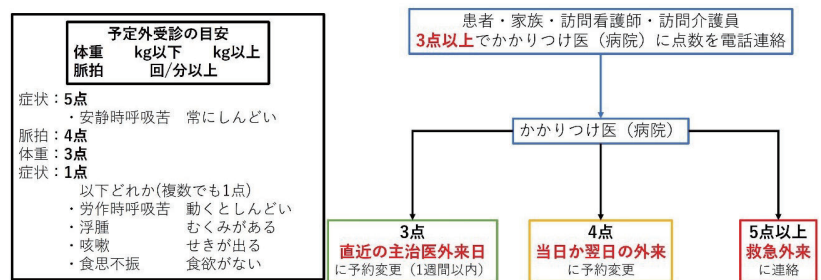 予定外受診の目安
体重 kg以下 kg以上
脈拍 回/分以上
症状：5点
・安静時呼吸苦 常にしんどい
脈拍：4点
体重：3点
症状：1点
以下どれか(複数でも1点)
・労作時呼吸苦 動くとしんどい
・浮腫 むくみがある
・咳嗽 せきが出る
・食思不振 食欲がない
患者・家族・訪問看護師・訪問介護員
3点以上でかかりつけ医（病院）に点数を電話連絡
かかりつけ医（病院）
3点
直近の主治医外来日
に予約変更（1週間以内）
4点
当日か翌日の外来
に予約変更
5点以上
救急外来
に連絡